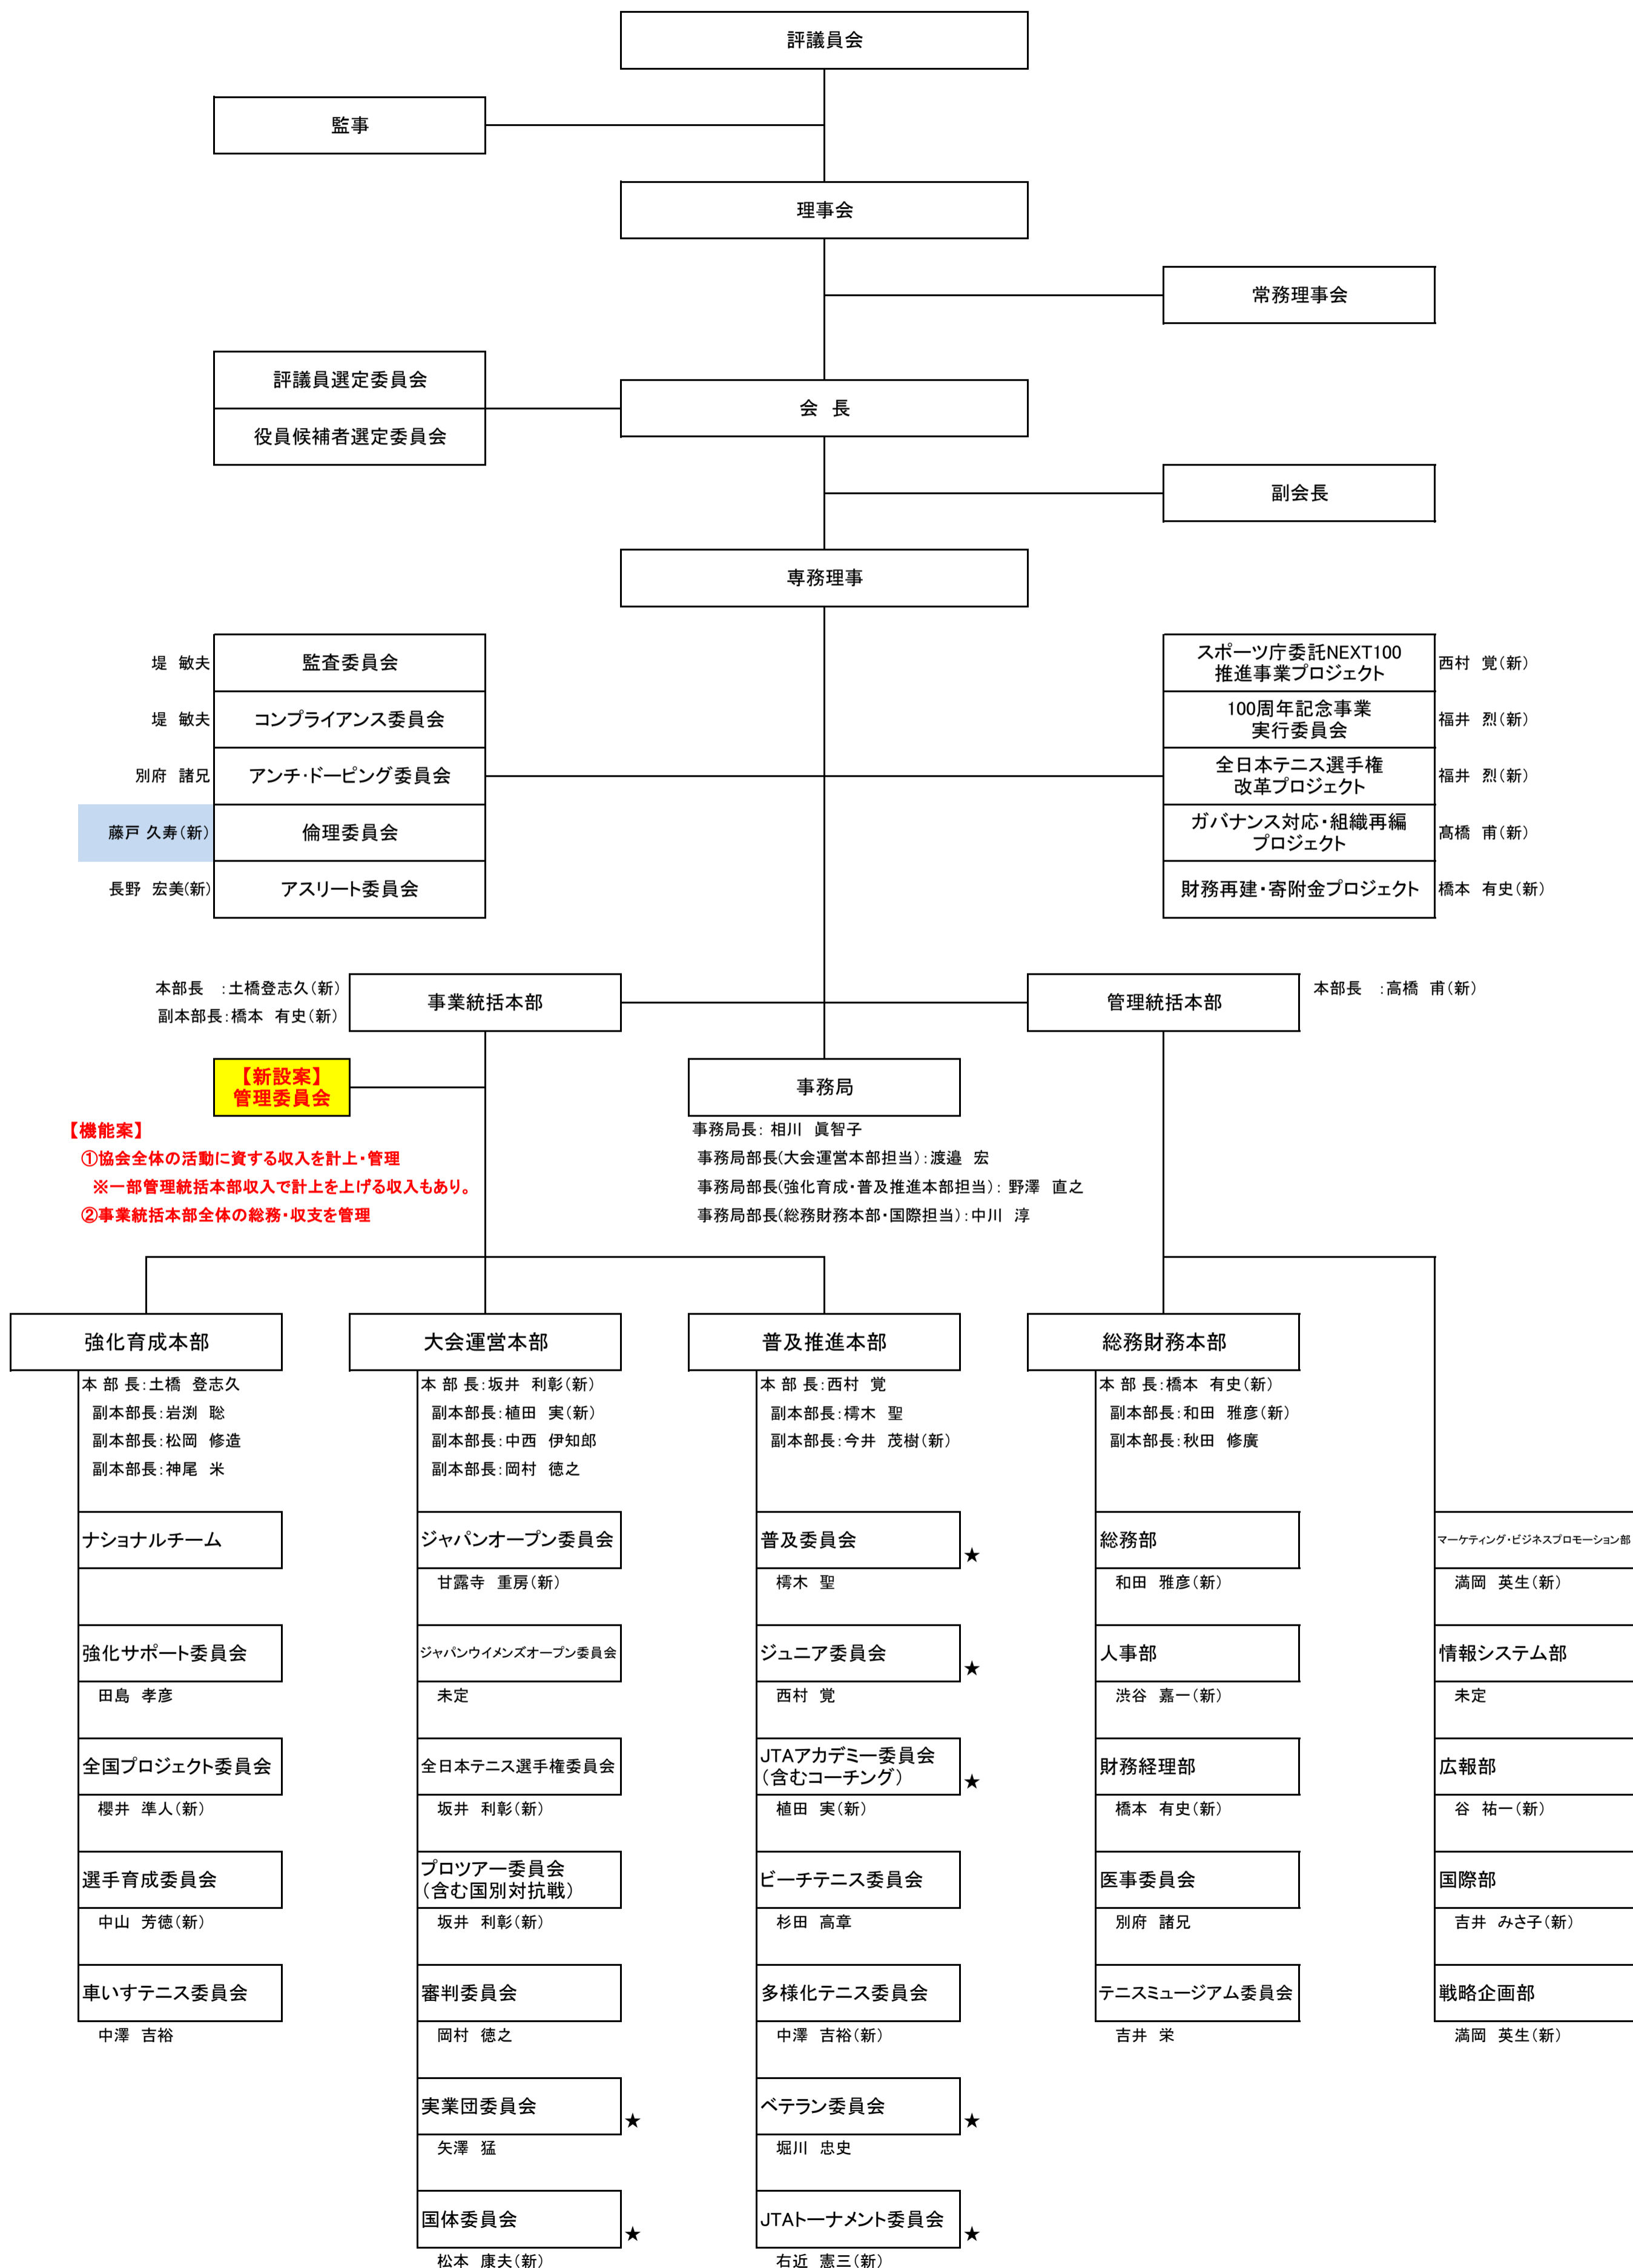 評議員会
監事
理事会
常務理事会
評議員選定委員会
会　長
役員候補者選定委員会
副会長
専務理事
堤　敏夫
監査委員会
スポーツ庁委託NEXT100
推進事業プロジェクト
西村　覚(新)
堤　敏夫
コンプライアンス委員会
100周年記念事業
実行委員会
福井　烈(新)
別府　諸兄
アンチ・ドーピング委員会
全日本テニス選手権
改革プロジェクト
福井　烈(新)
藤戸 久寿(新)
倫理委員会
ガバナンス対応・組織再編
プロジェクト
髙橋　甫(新)
長野　宏美(新)
アスリート委員会
財務再建・寄附金プロジェクト
橋本　有史(新)
本部長　：土橋登志久(新)
副本部長：橋本　有史(新)
事業統括本部
管理統括本部
本部長　：高橋　甫(新)
【新設案】
管理委員会
事務局
【機能案】
①協会全体の活動に資する収入を計上・管理
※一部管理統括本部収入で計上を上げる収入もあり。
②事業統括本部全体の総務・収支を管理
事務局長： 相川　眞智子
事務局部長(大会運営本部担当)：渡邉　宏
事務局部長(強化育成・普及推進本部担当)： 野澤　直之
事務局部長(総務財務本部・国際担当)：中川　淳
強化育成本部
本 部 長：土橋　登志久
副本部長：岩渕　聡
副本部長：松岡　修造
副本部長：神尾　米
ナショナルチーム
強化サポート委員会
田島　孝彦
全国プロジェクト委員会
櫻井　準人(新)
選手育成委員会
中山　芳徳(新)
車いすテニス委員会
中澤　吉裕
大会運営本部
本 部 長：坂井　利彰(新)
副本部長：植田　実(新)
副本部長：中西　伊知郎
副本部長：岡村　徳之
ジャパンオープン委員会
甘露寺　重房(新)
ジャパンウイメンズオープン委員会
未定
全日本テニス選手権委員会
坂井　利彰(新)
プロツアー委員会
(含む国別対抗戦)
坂井　利彰(新)
審判委員会
岡村　徳之
実業団委員会
★
矢澤　猛
国体委員会
★
松本　康夫(新)
普及推進本部
本 部 長：西村　覚
副本部長：樗木　聖
副本部長：今井　茂樹(新)
普及委員会
★
樗木　聖
ジュニア委員会
★
西村　覚
JTAアカデミー委員会
(含むコーチング)
★
植田　実(新)
ビーチテニス委員会
杉田　高章
多様化テニス委員会
中澤　吉裕(新)
ベテラン委員会
★
堀川　忠史
JTAトーナメント委員会
★
右近　憲三(新)
総務財務本部
本 部 長：橋本　有史(新)
副本部長：和田　雅彦(新)
副本部長：秋田　修廣
総務部
和田　雅彦(新)
人事部
渋谷　嘉一(新)
財務経理部
橋本　有史(新)
医事委員会
別府　諸兄
テニスミュージアム委員会
吉井　栄
マーケティング・ビジネスプロモーション部
満岡　英生(新)
情報システム部
未定
広報部
谷　祐一(新)
国際部
吉井　みさ子(新)
戦略企画部
満岡　英生(新)